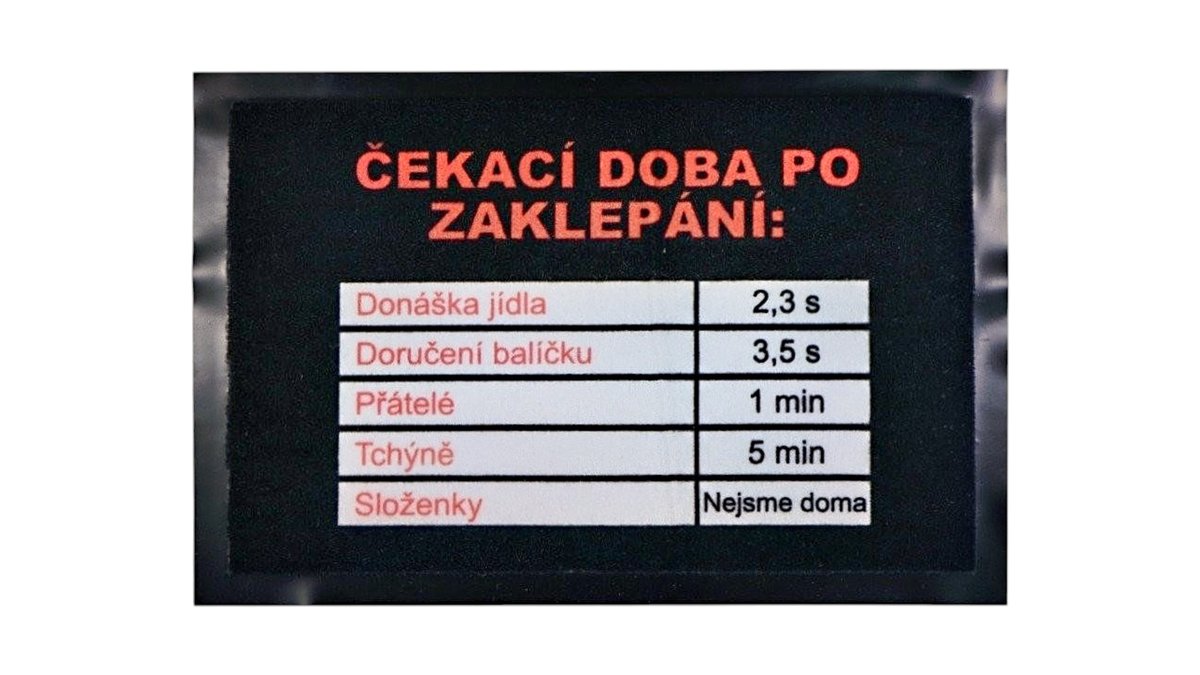 ČEKACÍ DOBA PO
ZAKLEPÁNÍ:
Donáška jídla 2,3 s
Doručení balíčku 3,5 s
Přátelé 1 min
Tchýně 5 min
Složenky Nejsme doma